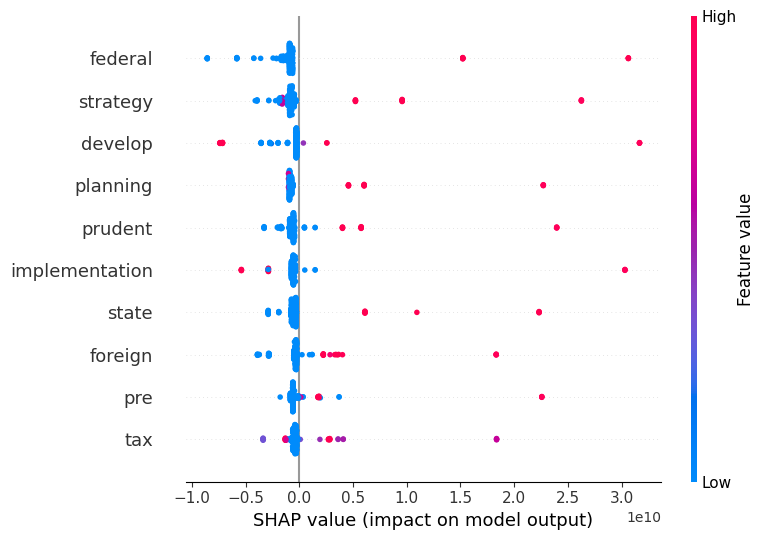 High
federal
strategy
develop
planning
prudent
implementation
state
foreign
pre
tax
Feature value
Low
−1.0 −0.5 0.0 0.5 1.0 1.5 2.0 2.5 3.0
1e10
SHAP value (impact on model output)